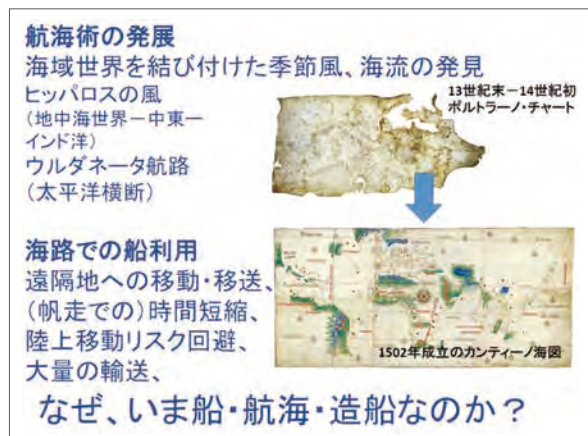 航海術の発展
海域世界を結び付けた季節風、海流の発見
ヒッパロスの風
（地中海世界－中東－
インド洋）
ウルダネータ航路
（太平洋横断）
13世紀末－14世紀初
ポルトラーノ・チャート
海路での船利用
遠隔地への移動・移送、
（帆走での）時間短縮、
陸上移動リスク回避、
大量の輸送、
1502年成立のカンティーノ海図
なぜ、いま船・航海・造船なのか？